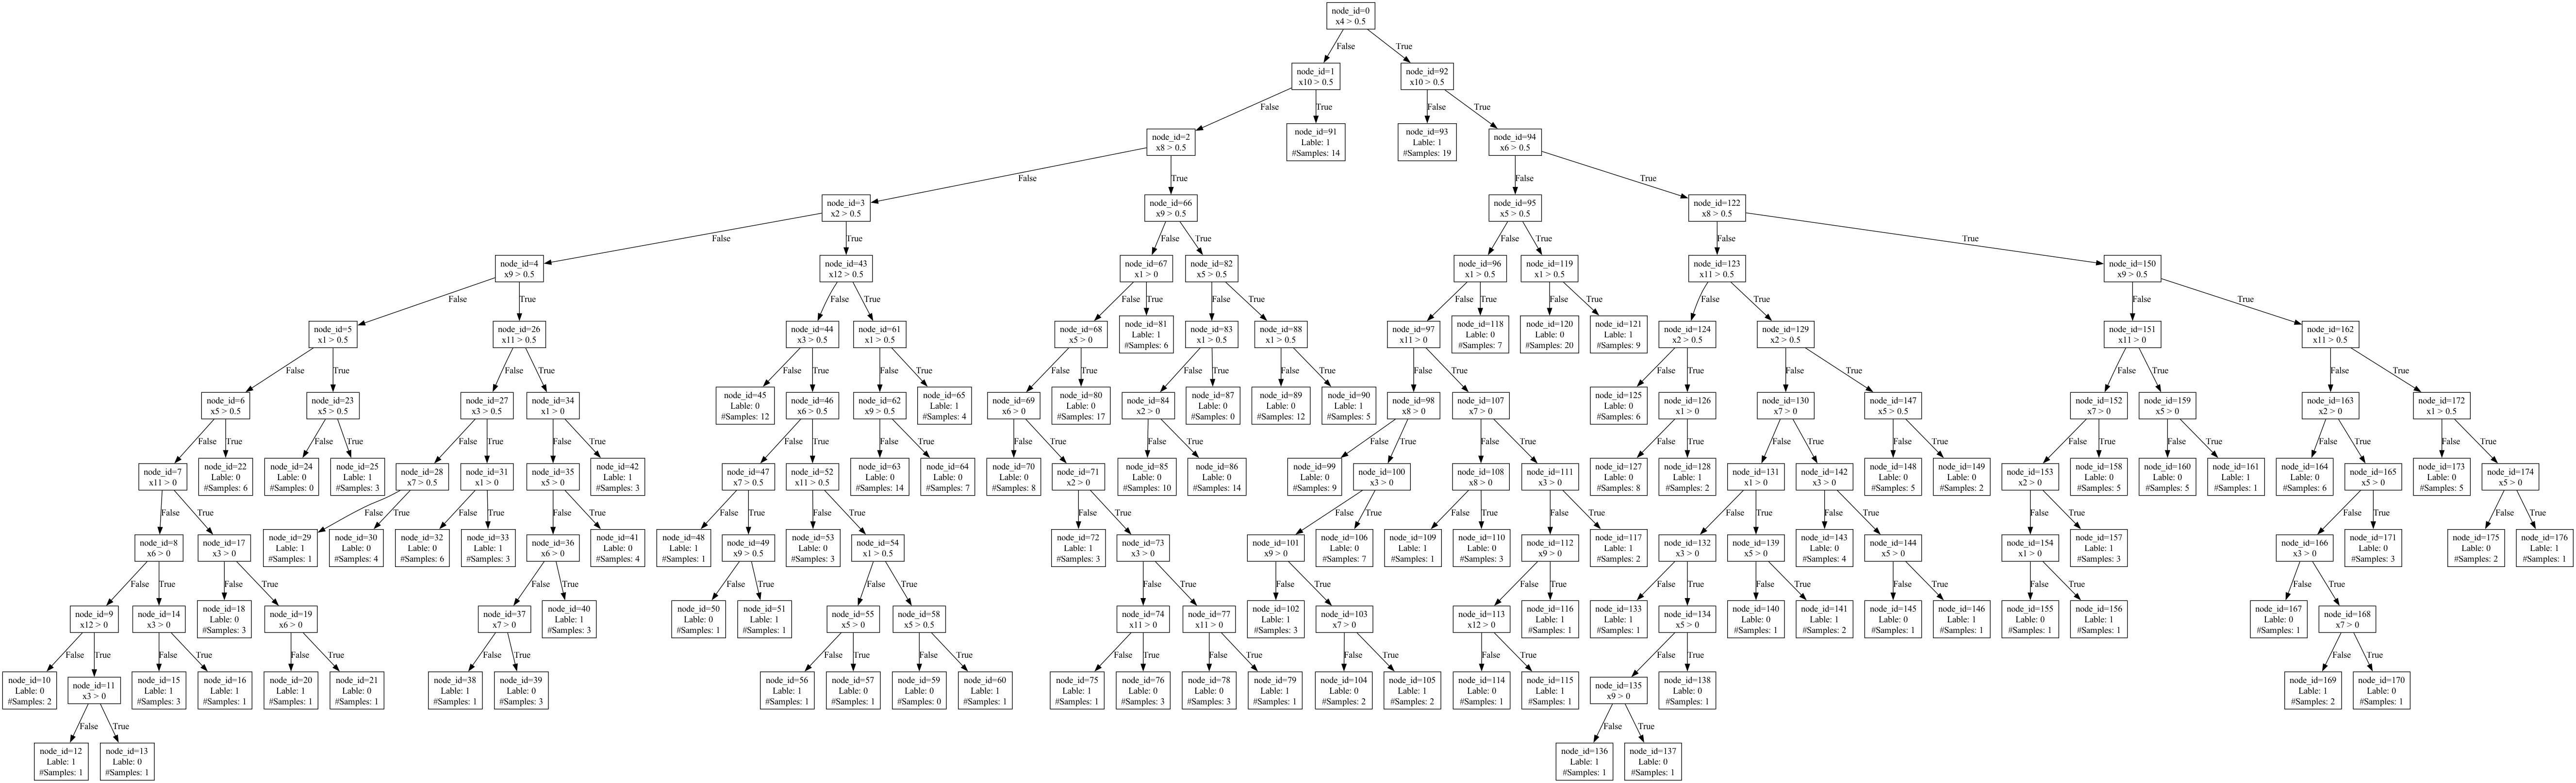 node_id=0
x4 > 0.5
False
True
node_id=1
x10 > 0.5
node_id=92
x10 > 0.5
False
True
False
True
node_id=2
x8 > 0.5
node_id=91
Lable: 1
#Samples: 14
node_id=93
Lable: 1
#Samples: 19
node_id=94
x6 > 0.5
False
True
False
True
node_id=3
x2 > 0.5
node_id=66
x9 > 0.5
node_id=95
x5 > 0.5
node_id=122
x8 > 0.5
False
True
False
True
False
True
False
True
node_id=4
x9 > 0.5
node_id=43
x12 > 0.5
node_id=67
x1 > 0
node_id=82
x5 > 0.5
node_id=96
x1 > 0.5
node_id=119
x1 > 0.5
node_id=123
x11 > 0.5
node_id=150
x9 > 0.5
False
True
False
True
False
True
False
True
False
True
False
True
False
True
False
True
node_id=5
x1 > 0.5
node_id=26
x11 > 0.5
node_id=44
x3 > 0.5
node_id=61
x1 > 0.5
node_id=68
x5 > 0
node_id=81
Lable: 1
#Samples: 6
node_id=83
x1 > 0.5
node_id=88
x1 > 0.5
node_id=97
x11 > 0
node_id=118
Lable: 0
#Samples: 7
node_id=120
Lable: 0
#Samples: 20
node_id=121
Lable: 1
#Samples: 9
node_id=124
x2 > 0.5
node_id=129
x2 > 0.5
node_id=151
x11 > 0
node_id=162
x11 > 0.5
False
True
False
True
False
True
False
True
False
True
False
True
False
True
False
True
False
True
False
True
False
True
False
True
node_id=6
x5 > 0.5
node_id=23
x5 > 0.5
node_id=27
x3 > 0.5
node_id=34
x1 > 0
node_id=45
Lable: 0
#Samples: 12
node_id=46
x6 > 0.5
node_id=62
x9 > 0.5
node_id=65
Lable: 1
#Samples: 4
node_id=69
x6 > 0
node_id=80
Lable: 0
#Samples: 17
node_id=84
x2 > 0
node_id=87
Lable: 0
#Samples: 0
node_id=89
Lable: 0
#Samples: 12
node_id=90
Lable: 1
#Samples: 5
node_id=98
x8 > 0
node_id=107
x7 > 0
node_id=125
Lable: 0
#Samples: 6
node_id=126
x1 > 0
node_id=130
x7 > 0
node_id=147
x5 > 0.5
node_id=152
x7 > 0
node_id=159
x5 > 0
node_id=163
x2 > 0
node_id=172
x1 > 0.5
False
True
False
True
False
True
False
True
False
True
False
True
False
True
False
True
False
True
False
True
False
True
False
True
False
True
False
True
False
True
False
True
False
True
node_id=7
x11 > 0
node_id=22
Lable: 0
#Samples: 6
node_id=24
Lable: 0
#Samples: 0
node_id=25
Lable: 1
#Samples: 3
node_id=28
x7 > 0.5
node_id=31
x1 > 0
node_id=35
x5 > 0
node_id=42
Lable: 1
#Samples: 3
node_id=47
x7 > 0.5
node_id=52
x11 > 0.5
node_id=63
Lable: 0
#Samples: 14
node_id=64
Lable: 0
#Samples: 7
node_id=70
Lable: 0
#Samples: 8
node_id=71
x2 > 0
node_id=85
Lable: 0
#Samples: 10
node_id=86
Lable: 0
#Samples: 14
node_id=99
Lable: 0
#Samples: 9
node_id=100
x3 > 0
node_id=108
x8 > 0
node_id=111
x3 > 0
node_id=127
Lable: 0
#Samples: 8
node_id=128
Lable: 1
#Samples: 2
node_id=131
x1 > 0
node_id=142
x3 > 0
node_id=148
Lable: 0
#Samples: 5
node_id=149
Lable: 0
#Samples: 2
node_id=153
x2 > 0
node_id=158
Lable: 0
#Samples: 5
node_id=160
Lable: 0
#Samples: 5
node_id=161
Lable: 1
#Samples: 1
node_id=164
Lable: 0
#Samples: 6
node_id=165
x5 > 0
node_id=173
Lable: 0
#Samples: 5
node_id=174
x5 > 0
False
True
False
True
False
True
False
True
False
True
False
True
False
True
False
True
False
True
False
True
False
True
False
True
False
True
False
True
False
True
node_id=8
x6 > 0
node_id=17
x3 > 0
node_id=29
Lable: 1
#Samples: 1
node_id=30
Lable: 0
#Samples: 4
node_id=32
Lable: 0
#Samples: 6
node_id=33
Lable: 1
#Samples: 3
node_id=36
x6 > 0
node_id=41
Lable: 0
#Samples: 4
node_id=48
Lable: 1
#Samples: 1
node_id=49
x9 > 0.5
node_id=53
Lable: 0
#Samples: 3
node_id=54
x1 > 0.5
node_id=72
Lable: 1
#Samples: 3
node_id=73
x3 > 0
node_id=101
x9 > 0
node_id=106
Lable: 0
#Samples: 7
node_id=109
Lable: 1
#Samples: 1
node_id=110
Lable: 0
#Samples: 3
node_id=112
x9 > 0
node_id=117
Lable: 1
#Samples: 2
node_id=132
x3 > 0
node_id=139
x5 > 0
node_id=143
Lable: 0
#Samples: 4
node_id=144
x5 > 0
node_id=154
x1 > 0
node_id=157
Lable: 1
#Samples: 3
node_id=166
x3 > 0
node_id=171
Lable: 0
#Samples: 3
node_id=175
Lable: 0
#Samples: 2
node_id=176
Lable: 1
#Samples: 1
False
True
False
True
False
True
False
True
False
True
False
True
False
True
False
True
False
True
False
True
False
True
False
True
False
True
node_id=9
x12 > 0
node_id=14
x3 > 0
node_id=18
Lable: 0
#Samples: 3
node_id=19
x6 > 0
node_id=37
x7 > 0
node_id=40
Lable: 1
#Samples: 3
node_id=50
Lable: 0
#Samples: 1
node_id=51
Lable: 1
#Samples: 1
node_id=55
x5 > 0
node_id=58
x5 > 0.5
node_id=74
x11 > 0
node_id=77
x11 > 0
node_id=102
Lable: 1
#Samples: 3
node_id=103
x7 > 0
node_id=113
x12 > 0
node_id=116
Lable: 1
#Samples: 1
node_id=133
Lable: 1
#Samples: 1
node_id=134
x5 > 0
node_id=140
Lable: 0
#Samples: 1
node_id=141
Lable: 1
#Samples: 2
node_id=145
Lable: 0
#Samples: 1
node_id=146
Lable: 1
#Samples: 1
node_id=155
Lable: 0
#Samples: 1
node_id=156
Lable: 1
#Samples: 1
node_id=167
Lable: 0
#Samples: 1
node_id=168
x7 > 0
False
True
False
True
False
True
False
True
False
True
False
True
False
True
False
True
False
True
False
True
False
True
False
True
node_id=10
Lable: 0
#Samples: 2
node_id=11
x3 > 0
node_id=15
Lable: 1
#Samples: 3
node_id=16
Lable: 1
#Samples: 1
node_id=20
Lable: 1
#Samples: 1
node_id=21
Lable: 0
#Samples: 1
node_id=38
Lable: 1
#Samples: 1
node_id=39
Lable: 0
#Samples: 3
node_id=56
Lable: 1
#Samples: 1
node_id=57
Lable: 0
#Samples: 1
node_id=59
Lable: 0
#Samples: 0
node_id=60
Lable: 1
#Samples: 1
node_id=75
Lable: 1
#Samples: 1
node_id=76
Lable: 0
#Samples: 3
node_id=78
Lable: 0
#Samples: 3
node_id=79
Lable: 1
#Samples: 1
node_id=104
Lable: 0
#Samples: 2
node_id=105
Lable: 1
#Samples: 2
node_id=114
Lable: 0
#Samples: 1
node_id=115
Lable: 1
#Samples: 1
node_id=135
x9 > 0
node_id=138
Lable: 0
#Samples: 1
node_id=169
Lable: 1
#Samples: 2
node_id=170
Lable: 0
#Samples: 1
False
True
False
True
node_id=12
Lable: 1
#Samples: 1
node_id=13
Lable: 0
#Samples: 1
node_id=136
Lable: 1
#Samples: 1
node_id=137
Lable: 0
#Samples: 1